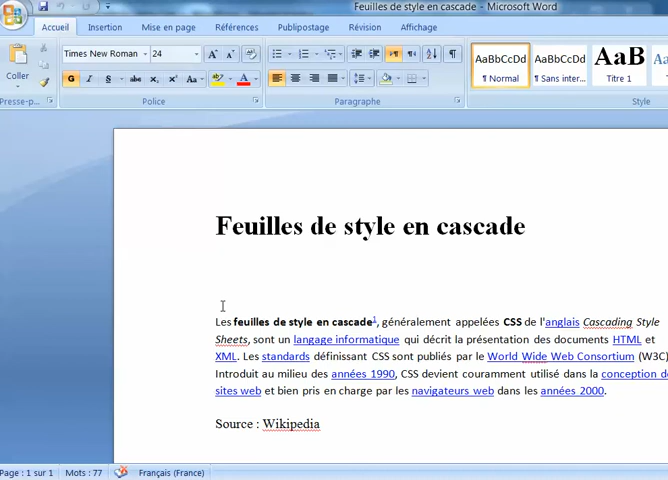 Feuilles de style en cascade - Microsoft Word
Accueil Insertion Mise en page Références Publipostage Révision Affichage
Coller
Times New Roman 24
G I S abe x₂ x² Aa
AaBbCcDd AaBbCcDd AaB
¶ Normal ¶ Sans inter... Titre 1
Presse-p... Police Paragraphe Style
Feuilles de style en cascade
Les feuilles de style en cascade¹, généralement appelées CSS de l'anglais Cascading Style
Sheets, sont un langage informatique qui décrit la présentation des documents HTML et
XML. Les standards définissant CSS sont publiés par le World Wide Web Consortium (W3C)
Introduit au milieu des années 1990, CSS devient couramment utilisé dans la conception de
sites web et bien pris en charge par les navigateurs web dans les années 2000.
Source : Wikipedia
Page : 1 sur 1 Mots : 77 Français (France)